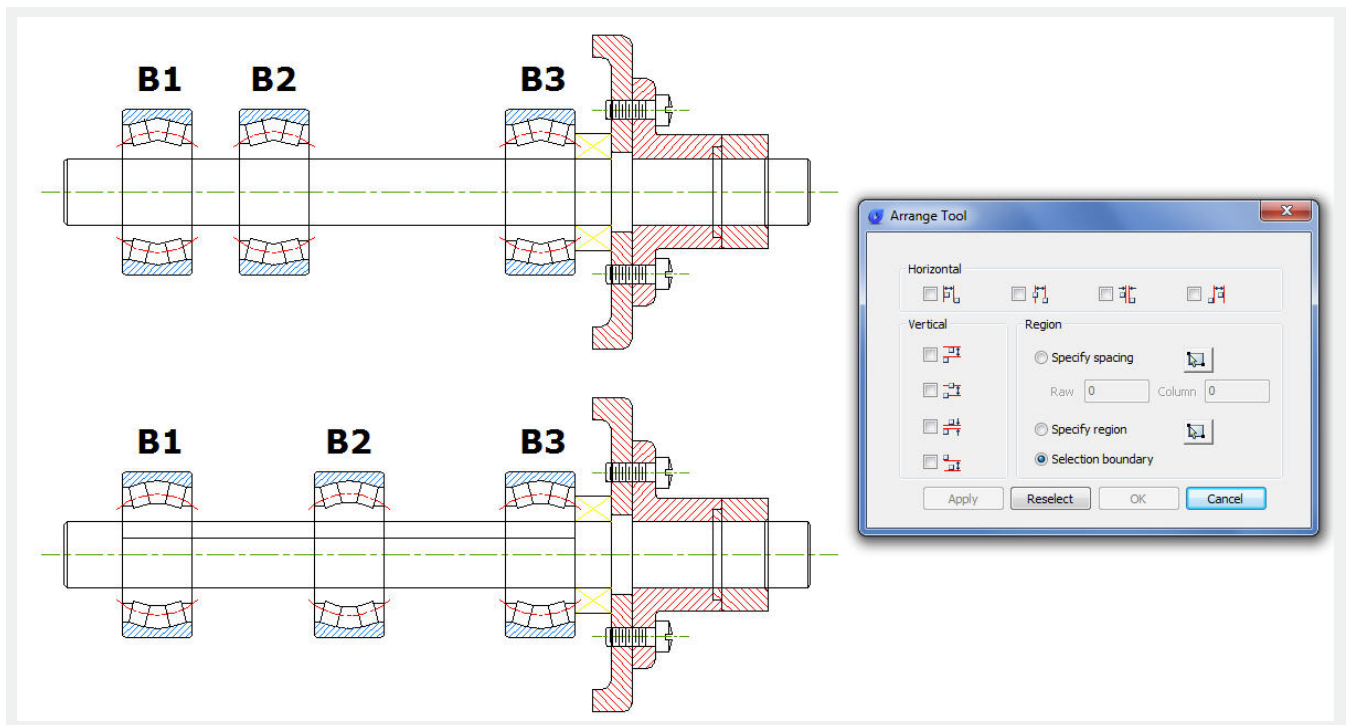 B1 B2 B3
Arrange Tool
Horizontal
Vertical
Region
Specify spacing
Raw 0 Column 0
Specify region
Selection boundary
Apply Reselect OK Cancel
B1 B2 B3